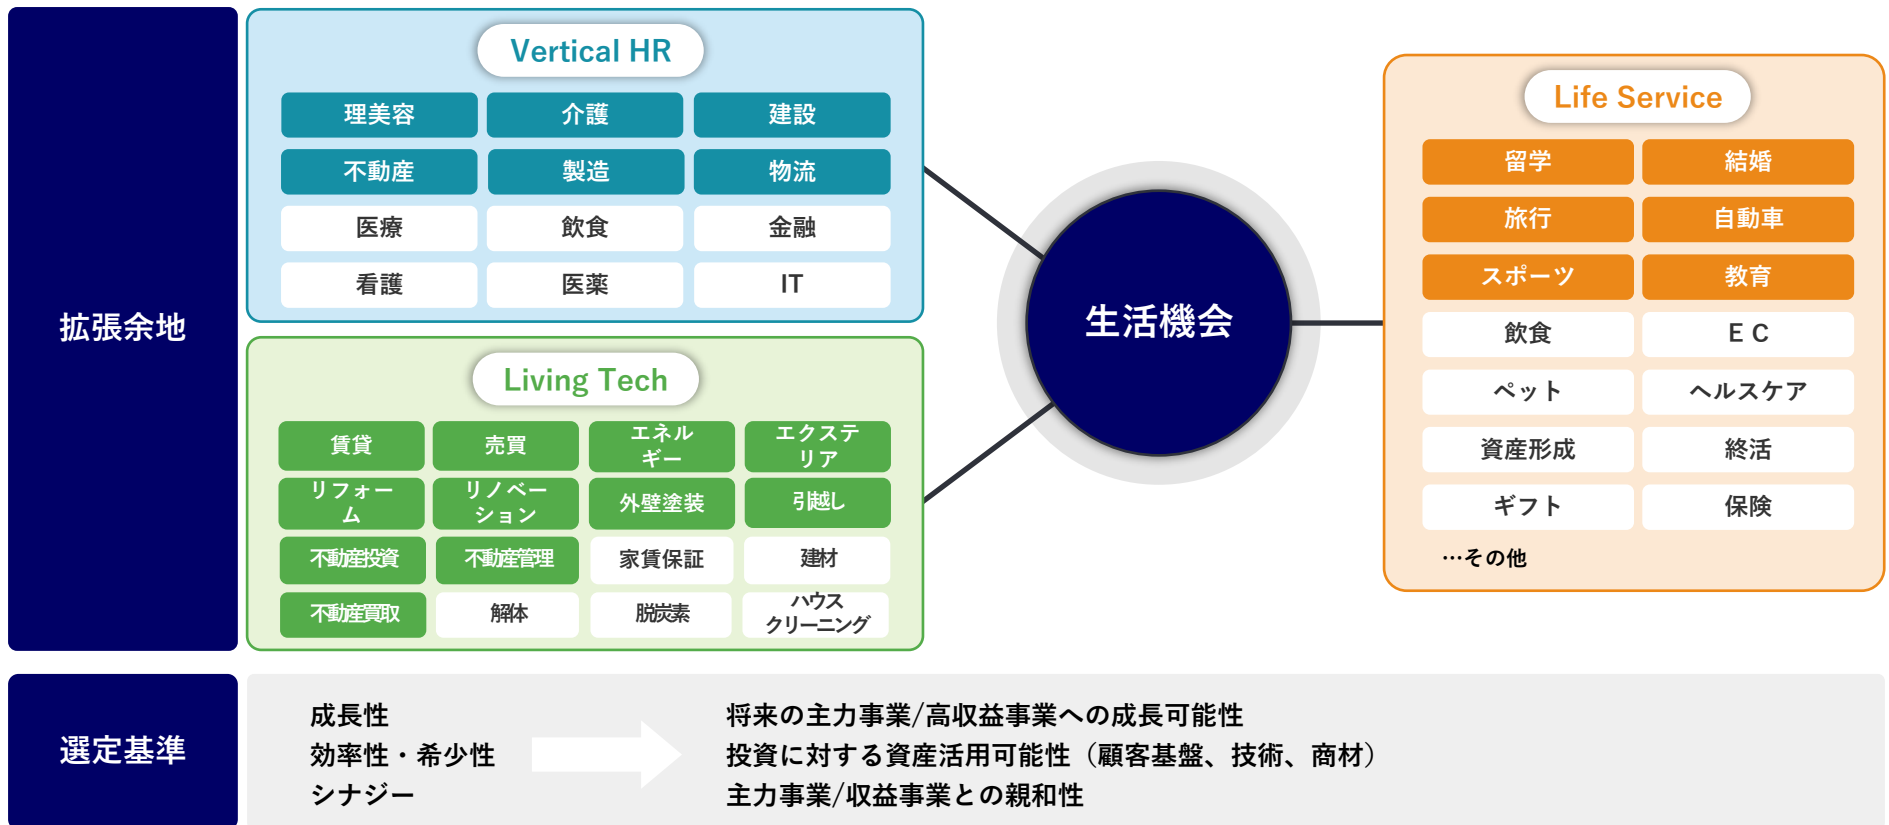 拡張余地
Vertical HR
理美容 介護 建設
不動産 製造 物流
医療 飲食 金融
看護 医薬 IT
Living Tech
賃貸 売買
エネル
ギー
エクステ
リア
リフォー
ム
リノベー
ション
外壁塗装 引越し
不動産投資 不動産管理 家賃保証 建材
不動産買取 解体 脱炭素
ハウス
クリーニング
生活機会
Life Service
留学 結婚
旅行 自動車
スポーツ 教育
飲食 ＥＣ
ペット ヘルスケア
資産形成 終活
ギフト 保険
…その他
選定基準
成長性
効率性・希少性
シナジー
将来の主力事業/高収益事業への成長可能性
投資に対する資産活用可能性（顧客基盤、技術、商材）
主力事業/収益事業との親和性